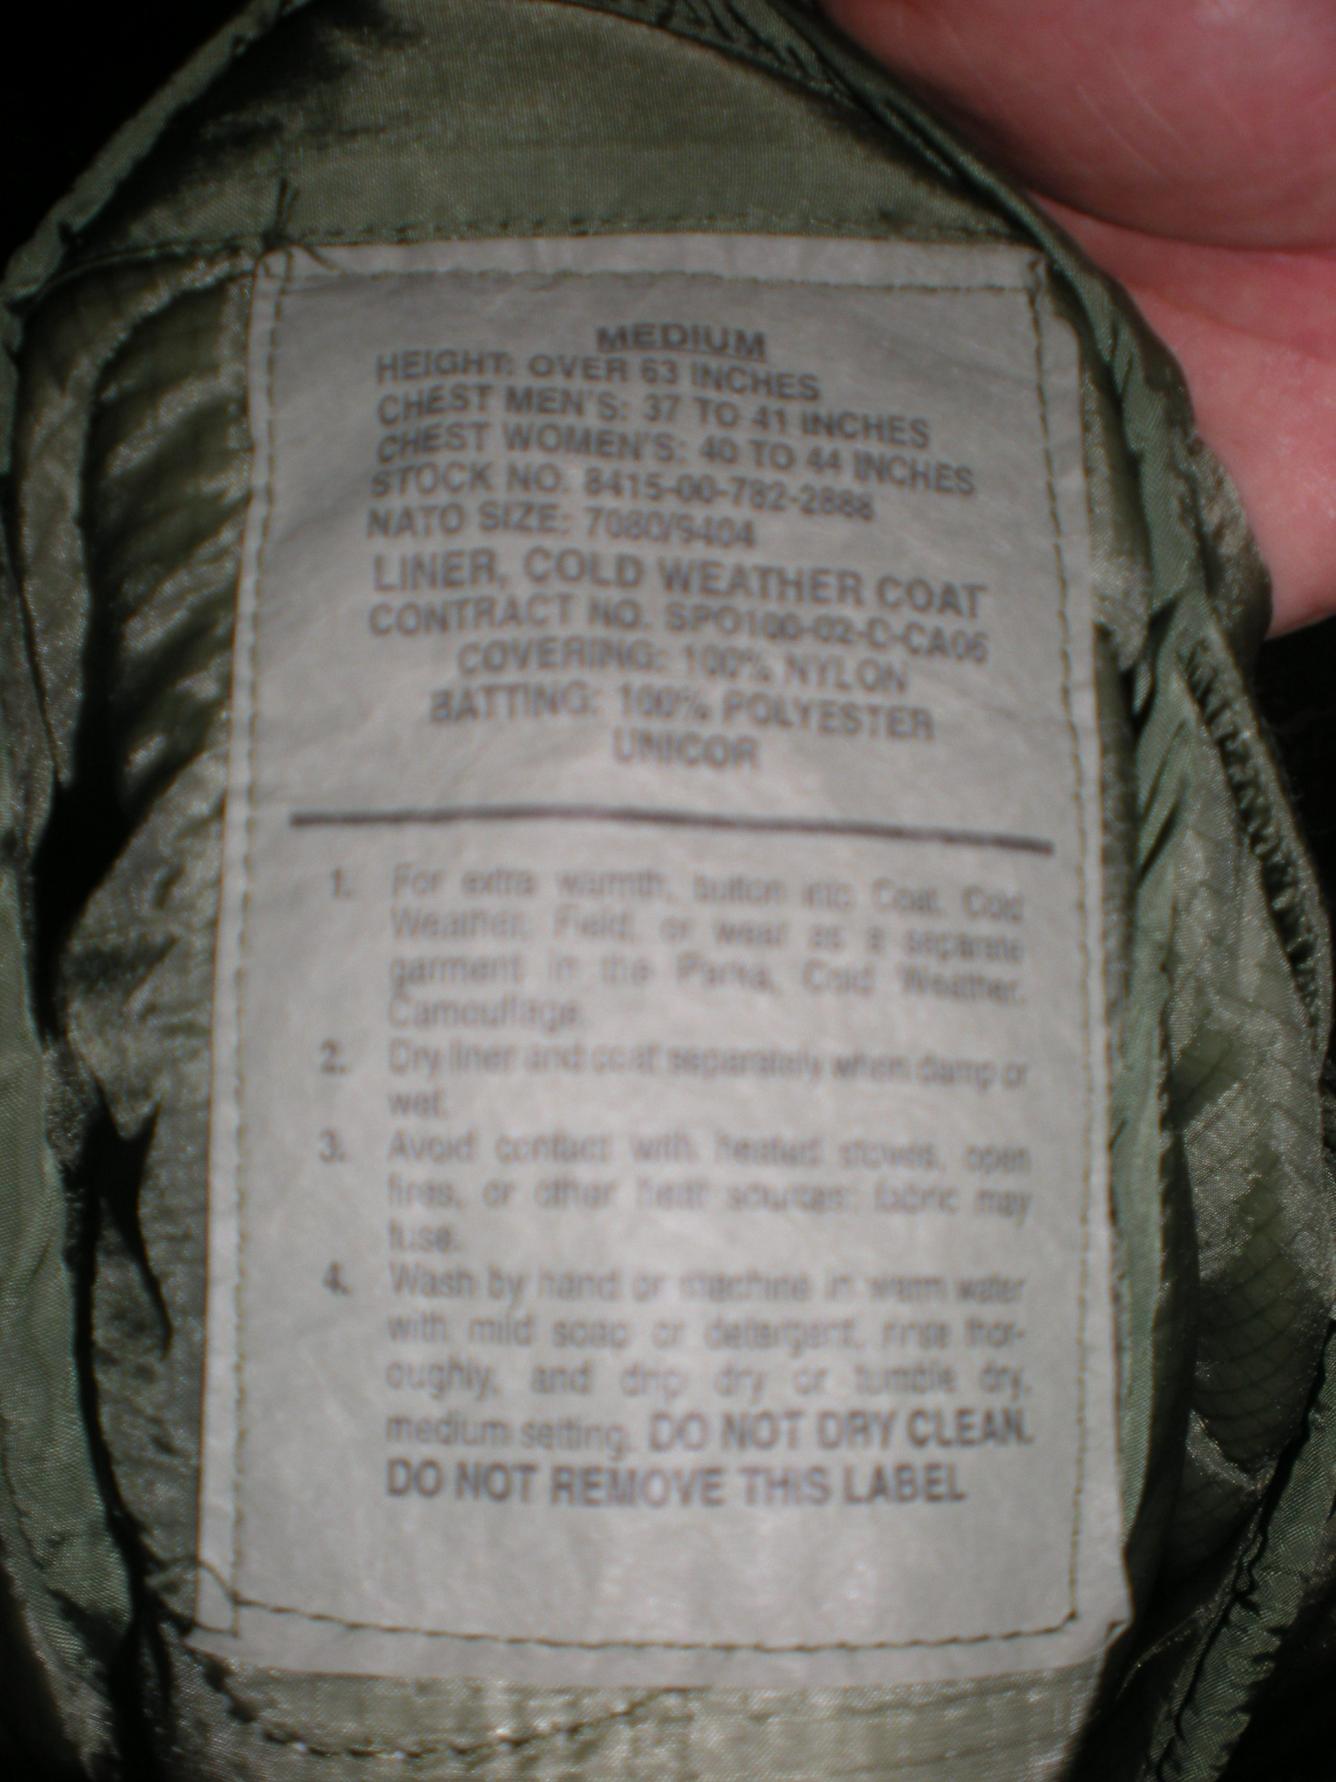 MEDIUM
HEIGHT: OVER 63 INCHES
CHEST MEN'S: 37 TO 41 INCHES
CHEST WOMEN'S: 40 TO 44 INCHES
STOCK NO. 8415-00-782-2888
NATO SIZE: 7080/9404
LINER, COLD WEATHER COAT
CONTRACT NO. SPO100-02-C-CA06
COVERING: 100% NYLON
BATTING: 100% POLYESTER
UNICOR
1. For extra warmth, button into Coat, Cold
Weather, Field, or wear as a separate
garment in the Parka, Cold Weather,
Camouflage.
2. Dry liner and coat separately when damp or
wet.
3. Avoid contact with heated stoves, open
fires, or other heat sources: fabric may
fuse.
4. Wash by hand or machine in warm water
with mild soap or detergent, rinse thor-
oughly, and drip dry or tumble dry,
medium setting. DO NOT DRY CLEAN.
DO NOT REMOVE THIS LABEL